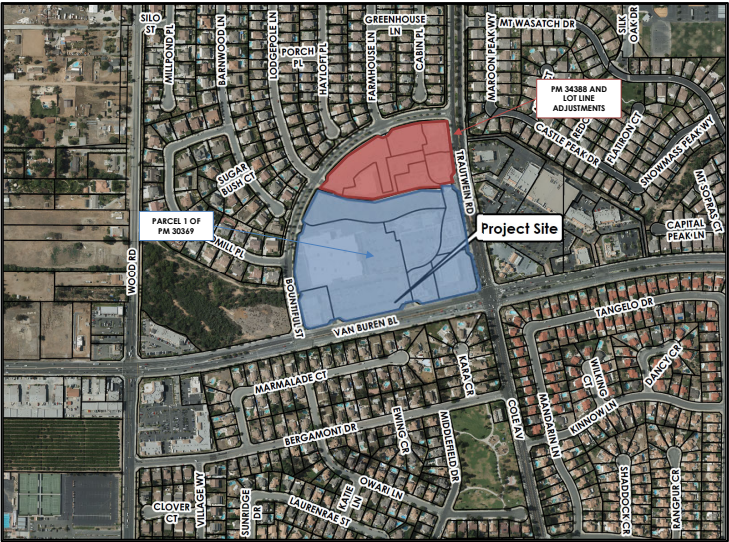 SILO
ST
MILLPOND PL
BARNWOOD LN
LODGEPOLE LN
PORCH
PL
HAYLOFT PL
GREENHOUSE
LN
FARMHOUSE LN
CABIN PL
MAROON PEAK WY
MT WASATCH DR
SILK
OAK DR
PM 34388 AND
LOT LINE
ADJUSTMENTS
CT
REDC
CASTLE PEAK DR
FLATIRON CT
SNOWMASS PEAK WY
MT SOPRAS CT
CAPITAL
PEAK LN
TRAUTWEIN RD
SUGAR
BUSH CT
PARCEL 1 OF
PM 30369
MILL PL
WOOD RD
BOUNTIFUL ST
Project Site
VAN BUREN BL
TANGELO DR
MARMALADE CT
KARA CR
WILKING
CT
DANCY CR
KINNOW LN
MANDARIN LN
COLE AV
BERGAMONT DR
EWING CR
MIDDLEFIELD DR
OWARI LN
KATIE
LN
LAURENRAE ST
SUNRIDGE
DR
VILLAGE WY
CLOVER
CT
SHADDOCK CR
RANGPUR CR